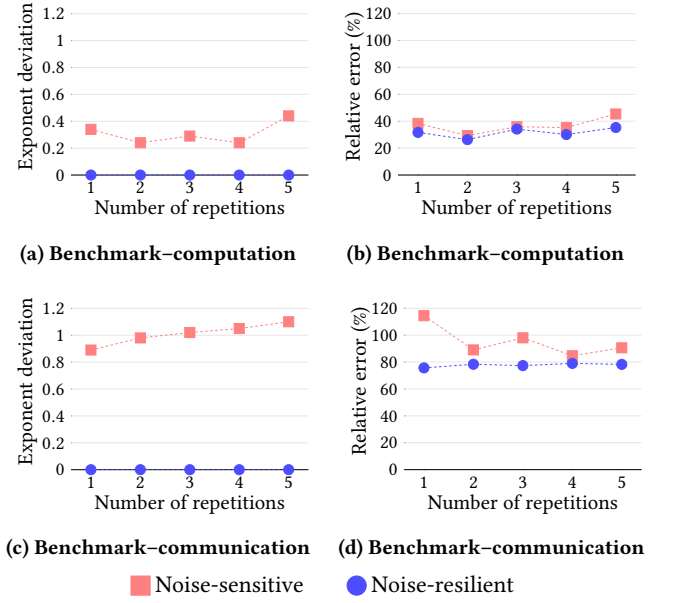 Exponent deviation
1.2
1
0.8
0.6
0.4
0.2
0
1 2 3 4 5
Number of repetitions
(a) Benchmark–computation
Relative error (%)
120
100
80
60
40
20
0
1 2 3 4 5
Number of repetitions
(b) Benchmark–computation
Exponent deviation
1.2
1
0.8
0.6
0.4
0.2
0
1 2 3 4 5
Number of repetitions
(c) Benchmark–communication
Relative error (%)
120
100
80
60
40
20
0
1 2 3 4 5
Number of repetitions
(d) Benchmark–communication
Noise-sensitive Noise-resilient